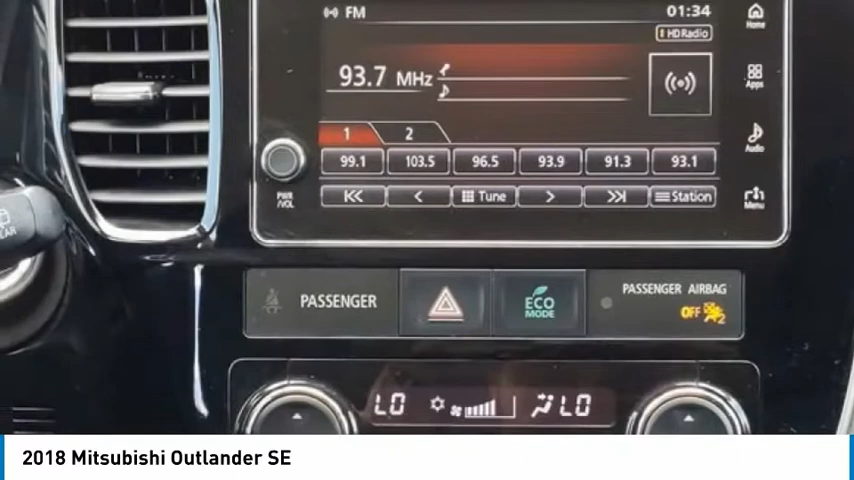 FM 01:34
HD Radio
Home
93.7 MHz
Apps
1 2
Audio
99.1 103.5 96.5 93.9 91.3 93.1
PWR
/VOL
Tune Station
Menu
EAR
PASSENGER
ECO
MODE
PASSENGER AIRBAG
OFF 2
LO LO
2018 Mitsubishi Outlander SE